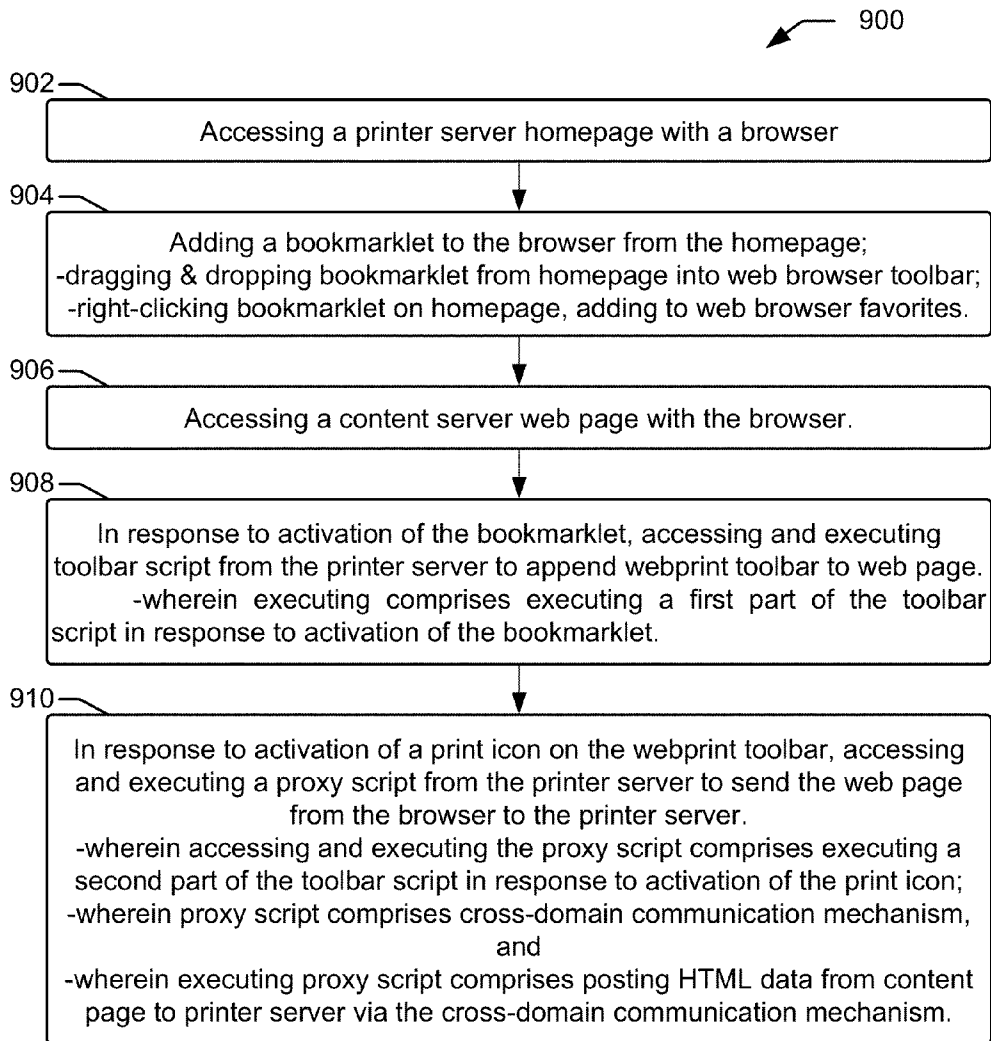 900
902
Accessing a printer server homepage with a browser
904
Adding a bookmarklet to the browser from the homepage;
-dragging & dropping bookmarklet from homepage into web browser toolbar;
-right-clicking bookmarklet on homepage, adding to web browser favorites.
906
Accessing a content server web page with the browser.
908
In response to activation of the bookmarklet, accessing and executing
toolbar script from the printer server to append webprint toolbar to web page.
-wherein executing comprises executing a first part of the toolbar
script in response to activation of the bookmarklet.
910
In response to activation of a print icon on the webprint toolbar, accessing
and executing a proxy script from the printer server to send the web page
from the browser to the printer server.
-wherein accessing and executing the proxy script comprises executing a
second part of the toolbar script in response to activation of the print icon;
-wherein proxy script comprises cross-domain communication mechanism,
and
-wherein executing proxy script comprises posting HTML data from content
page to printer server via the cross-domain communication mechanism.